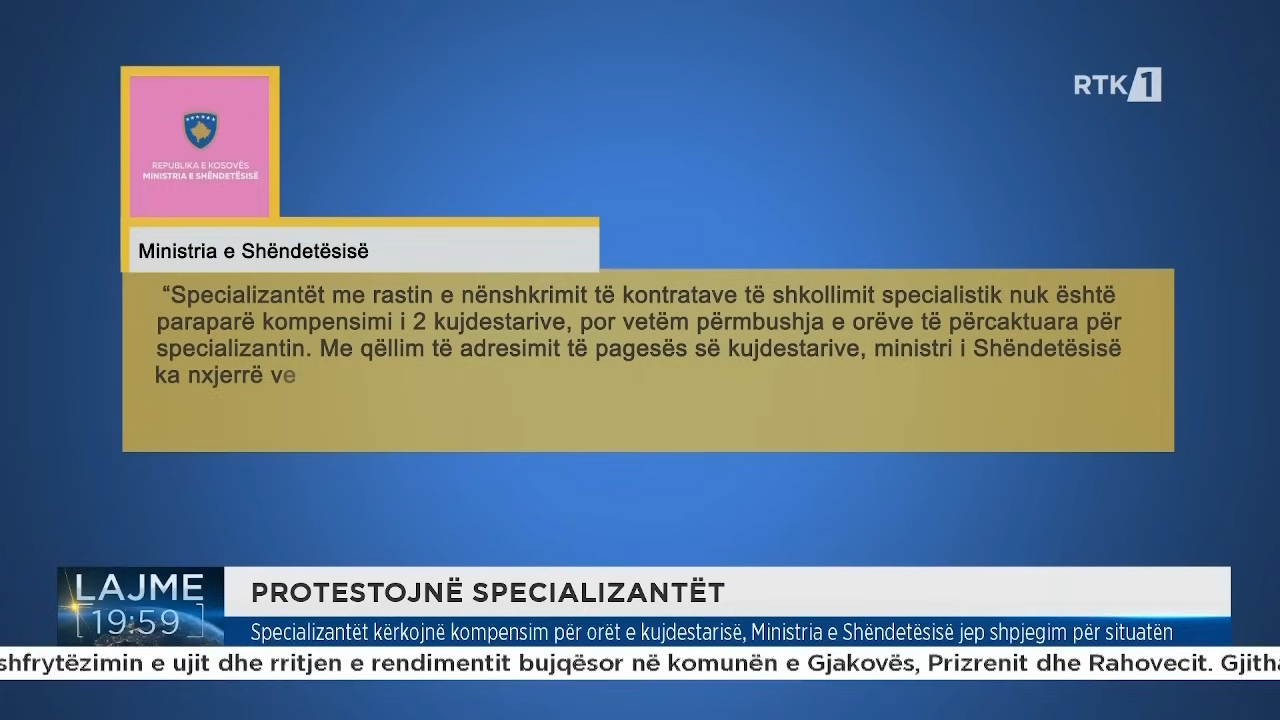 RTK 1
REPUBLIKA E KOSOVËS
MINISTRIA E SHËNDETËSISË
Ministria e Shëndetësisë
“Specializantët me rastin e nënshkrimit të kontratave të shkollimit specialistik nuk është
paraparë kompensimi i 2 kujdestarive, por vetëm përmbushja e orëve të përcaktuara për
specializantin. Me qëllim të adresimit të pagesës së kujdestarive, ministri i Shëndetësisë
ka nxjerrë ve
LAJME
19:59
PROTESTOJNË SPECIALIZANTËT
Specializantët kërkojnë kompensim për orët e kujdestarisë, Ministria e Shëndetësisë jep shpjegim për situatën
shfrytëzimin e ujit dhe rritjen e rendimentit bujqësor në komunën e Gjakovës, Prizrenit dhe Rahovecit. Gjitha